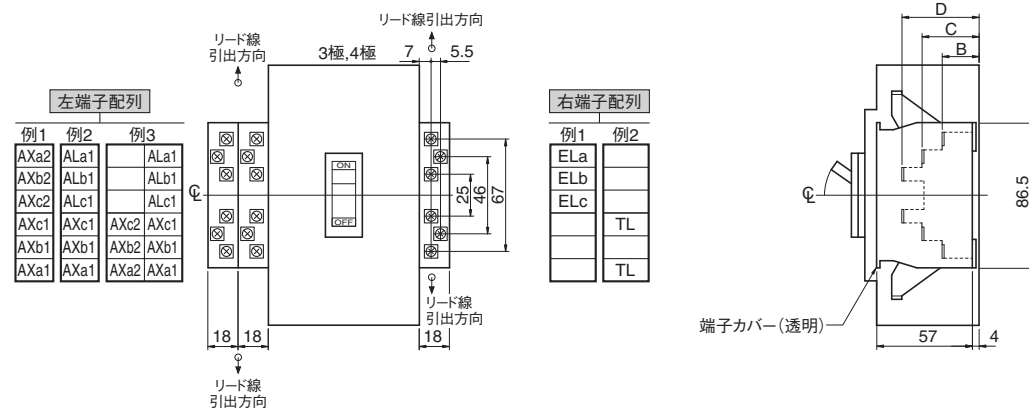 リード線引出方向
リード線
引出方向
3極,4極
7
5.5
左端子配列
例1 例2 例3
AXa2 ALa1 ALa1
AXb2 ALb1 ALb1
AXc2 ALc1 ALc1
AXc1 AXc1 AXc2 AXc1
AXb1 AXb1 AXb2 AXb1
AXa1 AXa1 AXa2 AXa1
℄
ON
OFF
25
46
67
18
18
18
リード線
引出方向
リード線
引出方向
右端子配列
例1 例2
ELa
ELb
ELc
TL
TL
D
C
B
℄
86.5
端子カバー(透明)
57
4